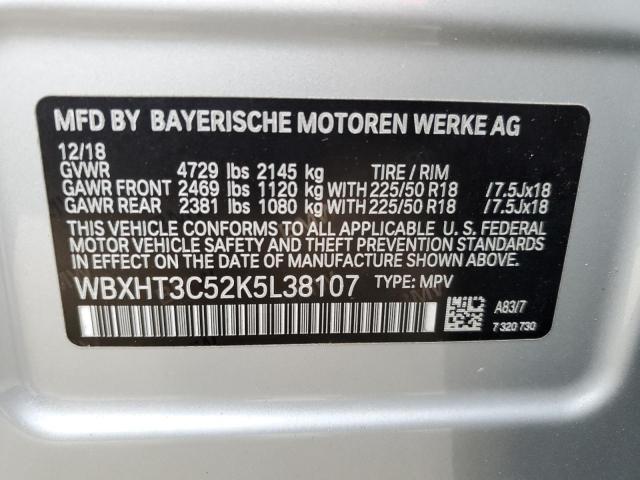 MFD BY BAYERISCHE MOTOREN WERKE AG
12/18
GVWR 4729 lbs 2145 kg TIRE / RIM
GAWR FRONT 2469 lbs 1120 kg WITH 225/50 R18 /7.5Jx18
GAWR REAR 2381 lbs 1080 kg WITH 225/50 R18 /7.5Jx18
THIS VEHICLE CONFORMS TO ALL APPLICABLE U. S. FEDERAL
MOTOR VEHICLE SAFETY AND THEFT PREVENTION STANDARDS
IN EFFECT ON THE DATE OF MANUFACTURE SHOWN ABOVE.
WBXHT3C52K5L38107 TYPE: MPV
A83/7
7 320 730